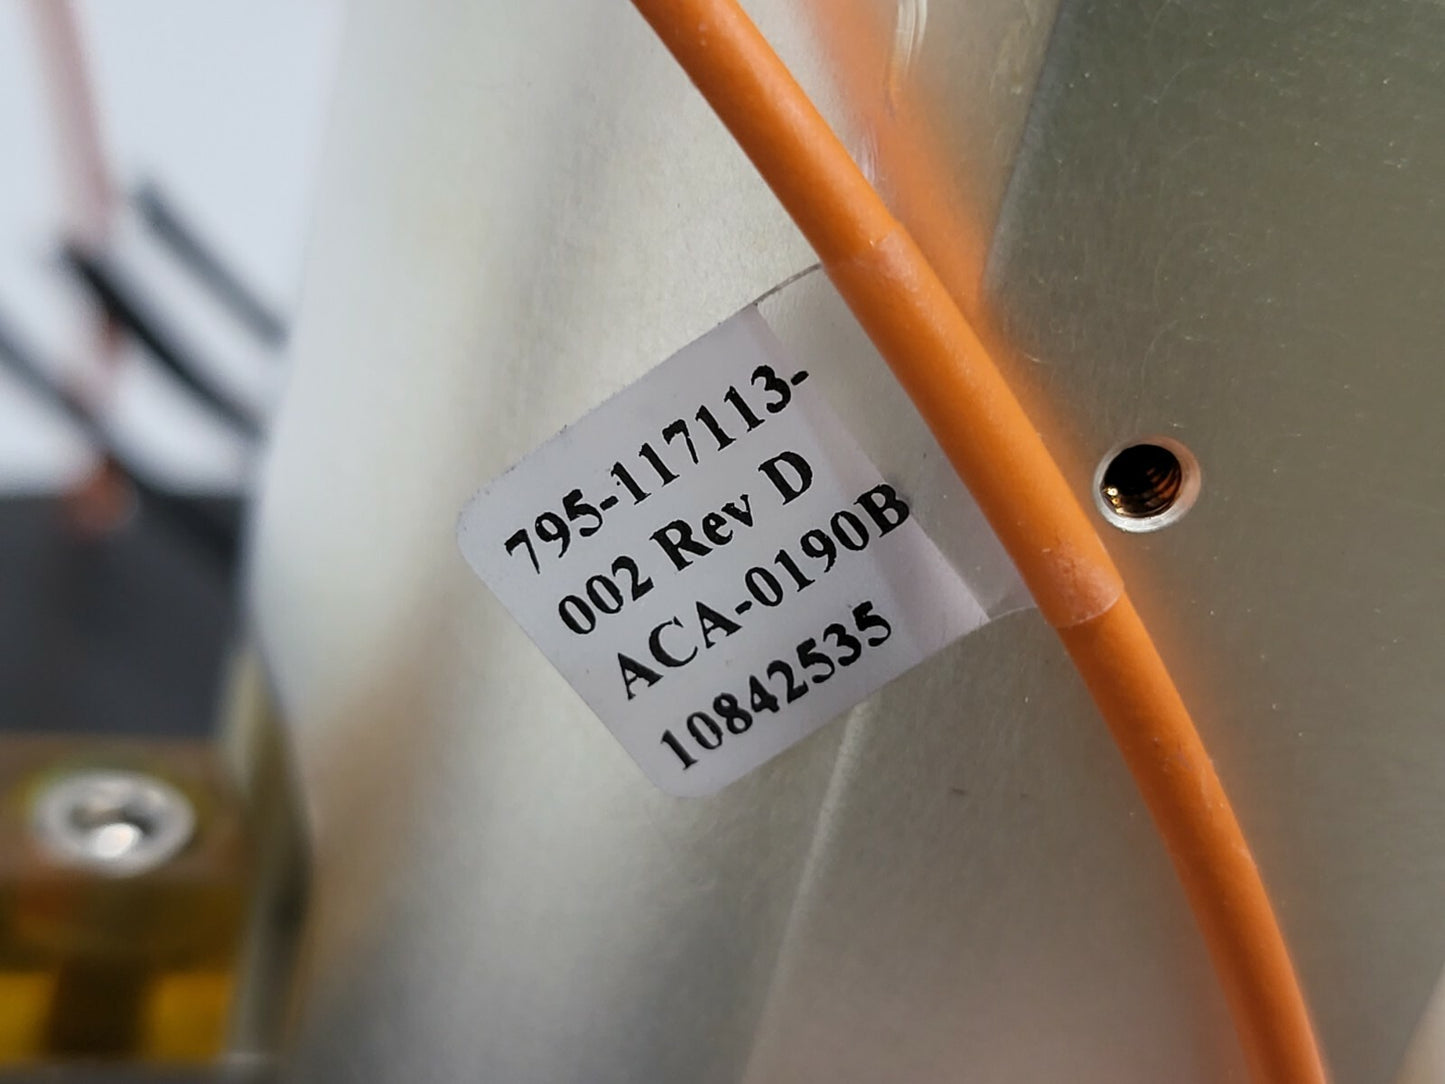 795-117113-
002 Rev D
ACA-0190B
10842535